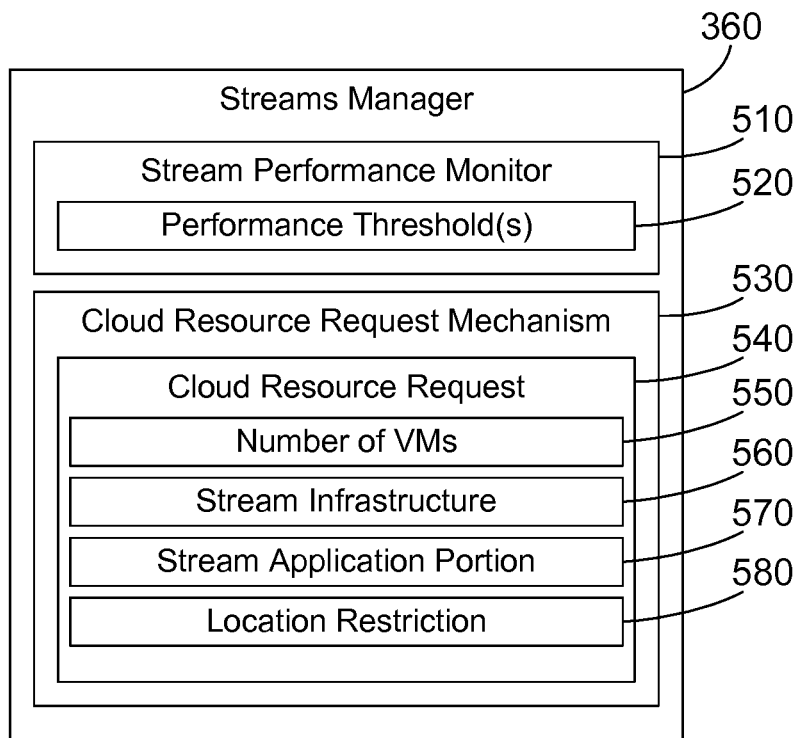 360
Streams Manager
510
Stream Performance Monitor
520
Performance Threshold(s)
530
Cloud Resource Request Mechanism
540
Cloud Resource Request
550
Number of VMs
560
Stream Infrastructure
570
Stream Application Portion
580
Location Restriction